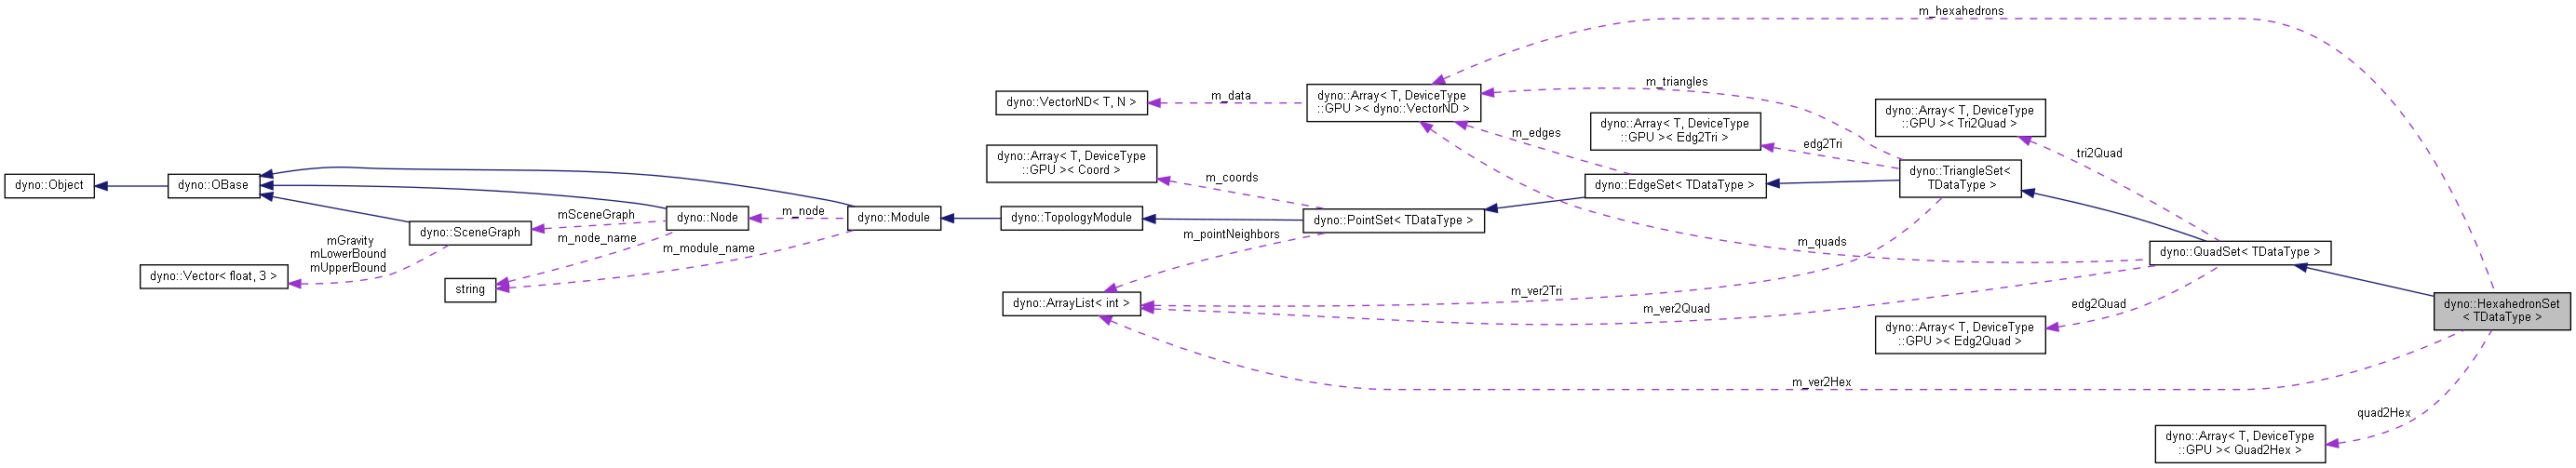 m_hexahedrons
m_triangles
dyno::Array< T, DeviceType
::GPU >< dyno::VectorND >
m_data
dyno::VectorND< T, N >
dyno::Array< T, DeviceType
::GPU >< Tri2Quad >
dyno::Array< T, DeviceType
::GPU >< Edg2Tri >
m_edges
edg2Tri
tri2Quad
dyno::Array< T, DeviceType
::GPU >< Coord >
m_coords
dyno::TriangleSet<
TDataType >
dyno::EdgeSet< TDataType >
dyno::Object
dyno::OBase
mSceneGraph
dyno::Node
m_node
dyno::Module
dyno::TopologyModule
dyno::PointSet< TDataType >
dyno::SceneGraph
m_node_name
m_module_name
m_pointNeighbors
m_quads
dyno::QuadSet< TDataType >
mGravity
mLowerBound
mUpperBound
dyno::Vector< float, 3 >
string
m_ver2Tri
dyno::ArrayList< int >
m_ver2Quad
edg2Quad
dyno::HexahedronSet
< TDataType >
dyno::Array< T, DeviceType
::GPU >< Edg2Quad >
m_ver2Hex
quad2Hex
dyno::Array< T, DeviceType
::GPU >< Quad2Hex >